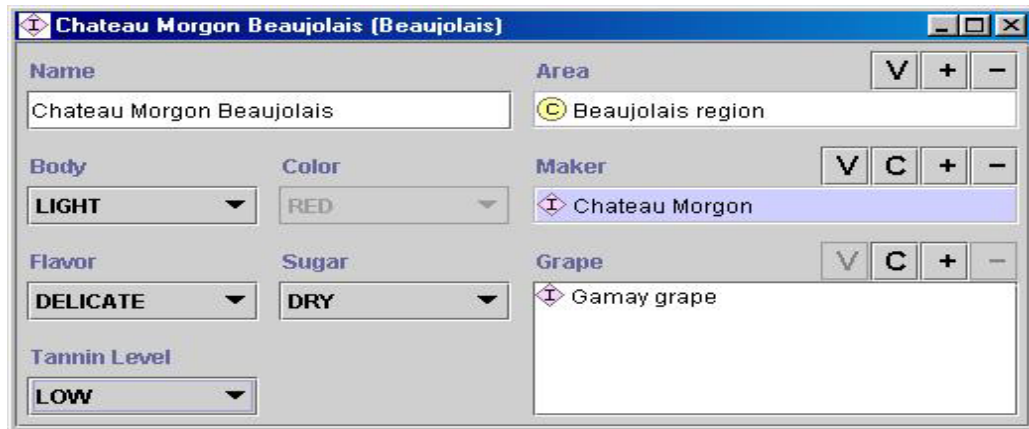 Chateau Morgon Beaujolais (Beaujolais)
Name
Chateau Morgon Beaujolais
Area V + −
C Beaujolais region
Body Color
LIGHT RED
Maker V C + −
I Chateau Morgon
Flavor Sugar
DELICATE DRY
Grape V C + −
I Gamay grape
Tannin Level
LOW